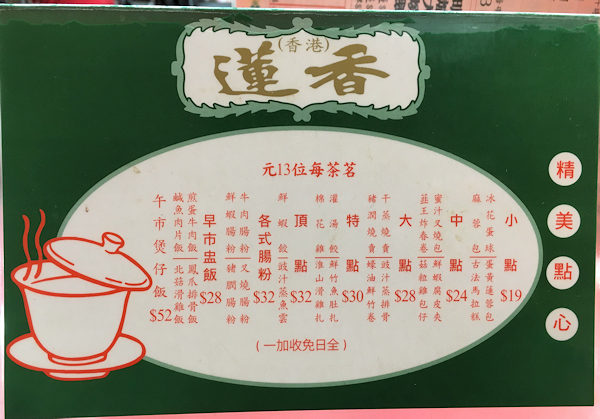 (香港)
蓮香
精美點心
茗茶每位13元
小點 $19
冰花蛋球 蛋黃蓮蓉包
麻蓉包 古法馬拉糕
中點 $24
蜜汁叉燒包 鮮蝦腐皮夾
韮王炸春卷 菇粒雞包仔
大點 $28
干蒸燒賣 豉汁蒸排骨
豬潤燒賣 蠔油鮮竹卷
特點 $30
灌湯餃 鮮竹魚肚札
棉花雞 淮山滑雞札
頂點 $32
鮮蝦餃 豉汁蒸魚雲
各式腸粉 $32
牛肉腸粉 叉燒腸粉
鮮蝦腸粉 豬潤腸粉
早市盅飯 $28
煎蛋牛肉飯 鳳爪排骨飯
鹹魚肉片飯 北菇滑雞飯
午市煲仔飯 $52
(全日免收加一)